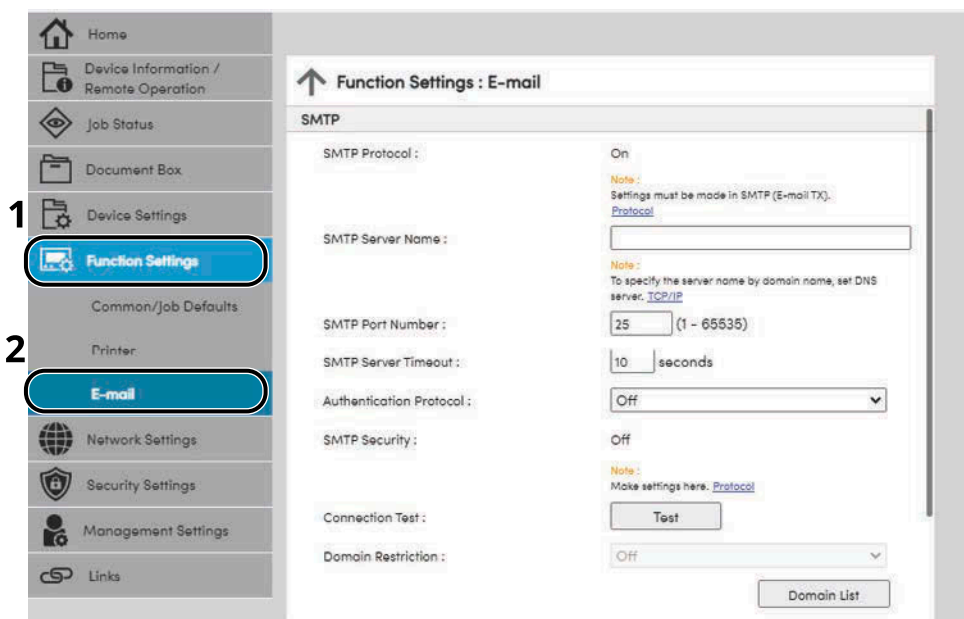 Home
Device Information /
Remote Operation
Job Status
Document Box
1
Device Settings
Function Settings
Common/Job Defaults
2
Printer
E-mail
Network Settings
Security Settings
Management Settings
Links
Function Settings : E-mail
SMTP
SMTP Protocol :
On
Note :
Settings must be made in SMTP (E-mail TX).
Protocol
SMTP Server Name :
Note :
To specify the server name by domain name, set DNS
server. TCP/IP
SMTP Port Number :
25 (1 - 65535)
SMTP Server Timeout :
10 seconds
Authentication Protocol :
Off
SMTP Security :
Off
Note :
Make settings here. Protocol
Connection Test :
Test
Domain Restriction :
Off
Domain List